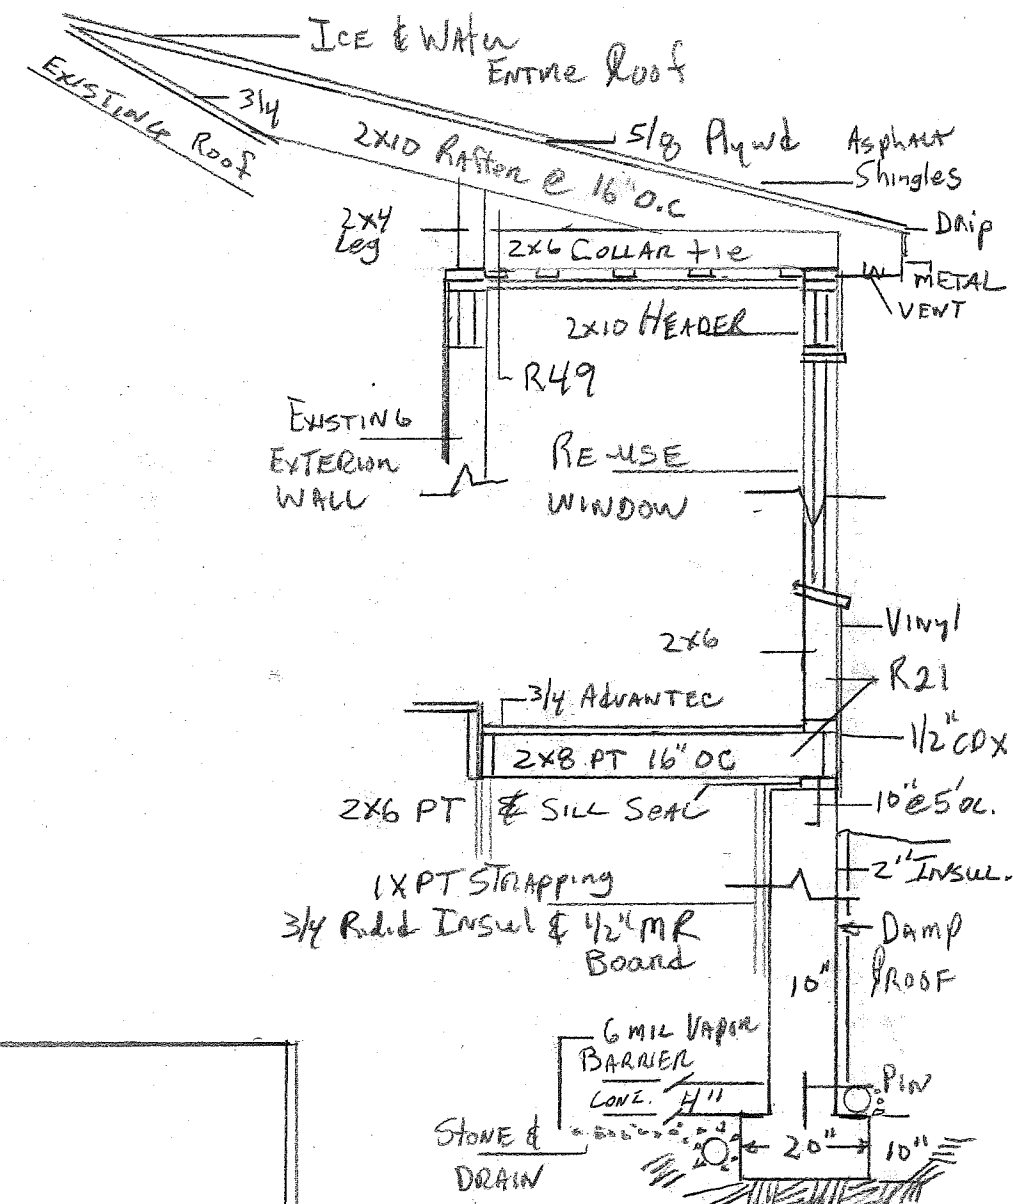 ICE & WAter
ENTIRE Roof
EXISTING Roof
3/4
2X10 RAfter @ 16" O.C
5/8 Plywd
AsphAlt
Shingles
2x4
Leg
2X6 COLLAR tie
DRip
METAL
VENT
2X10 HEADER
R49
EXISTING
EXTERIOR
WALL
RE-USE
WINDOW
Vinyl
2X6
R21
3/4 AdVANTEC
1/2" CDX
2X8 PT 16" OC
2X6 PT & SILL SEAL
10" @ 5' OC.
2" INSUL.
1X PT STRAPPing
3/4 Ridid INSUl & 1/2" MR
Board
DAMP
PROOF
10"
6 MIL VAPOR
BARRIER
CONC. 4"
PIN
STONE &
DRAIN
20"
10"